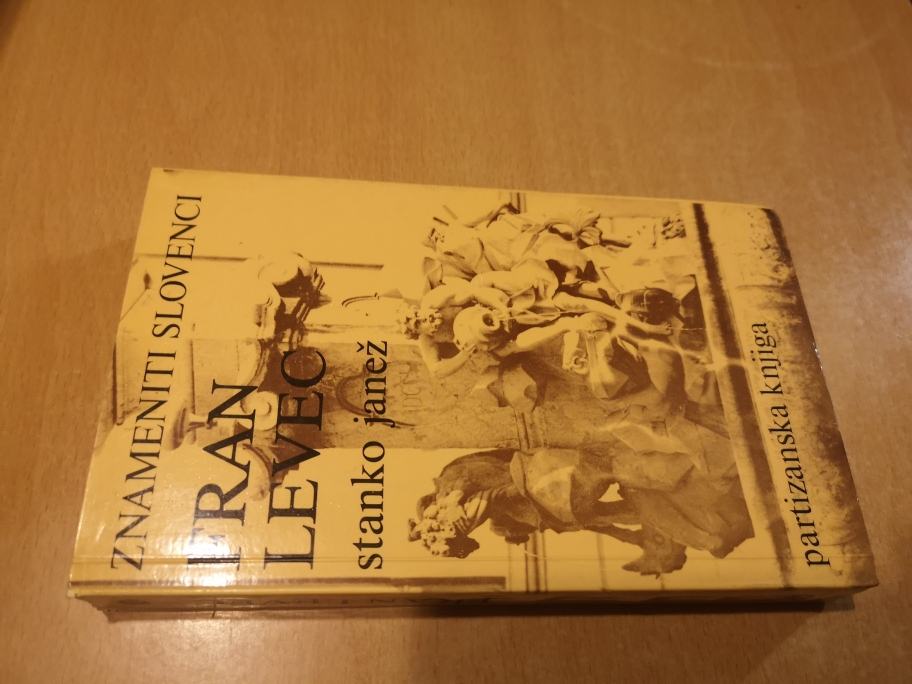 ZNAMENITI SLOVENCI
FRAN
LEVEC
stanko janež
partizanska knjiga